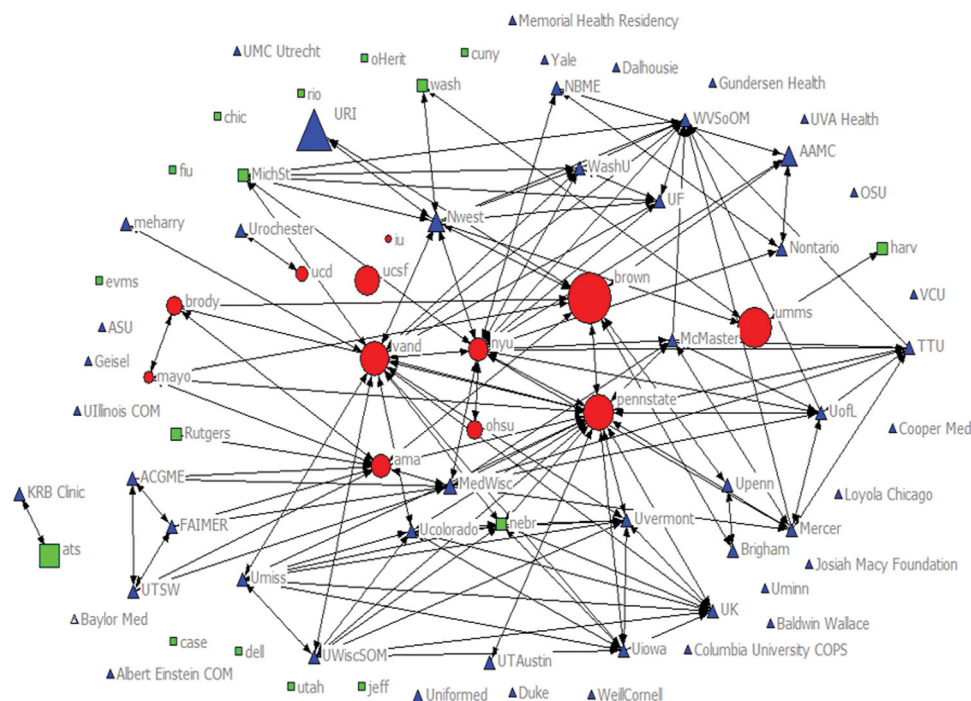 Memorial Health Residency
UMC Utrecht
oHerit
cuny
Yale
Dalhousie
wash
NBME
Gundersen Health
rio
URI
chic
WVSoOM
UVA Health
AAMC
fiu
MichSt
WashU
UF
OSU
meharry
Urochester
Nwest
iu
Nontario
harv
evms
ucd
ucsf
brown
VCU
brody
umms
ASU
vand
nyu
McMaster
TTU
Geisel
mayo
UIllinois COM
pennstate
UofL
Rutgers
ohsu
Cooper Med
ama
ACGME
MedWisc
Upenn
KRB Clinic
Loyola Chicago
FAIMER
Ucolorado
nebr
Uvermont
Mercer
ats
Brigham
Josiah Macy Foundation
UTSW
Umiss
Uminn
Baylor Med
UK
Baldwin Wallace
case
dell
UWiscSOM
UTAustin
Uiowa
Columbia University COPS
Albert Einstein COM
utah
jeff
Uniformed
Duke
WeillCornell